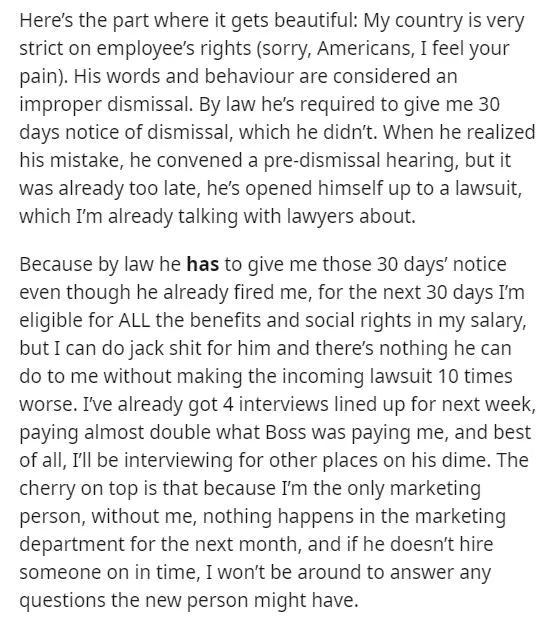 Here’s the part where it gets beautiful: My country is very
strict on employee’s rights (sorry, Americans, I feel your
pain). His words and behaviour are considered an
improper dismissal. By law he’s required to give me 30
days notice of dismissal, which he didn’t. When he realized
his mistake, he convened a pre-dismissal hearing, but it
was already too late, he’s opened himself up to a lawsuit,
which I’m already talking with lawyers about.
Because by law he has to give me those 30 days’ notice
even though he already fired me, for the next 30 days I’m
eligible for ALL the benefits and social rights in my salary,
but I can do jack shit for him and there’s nothing he can
do to me without making the incoming lawsuit 10 times
worse. I’ve already got 4 interviews lined up for next week,
paying almost double what Boss was paying me, and best
of all, I’ll be interviewing for other places on his dime. The
cherry on top is that because I’m the only marketing
person, without me, nothing happens in the marketing
department for the next month, and if he doesn’t hire
someone on in time, I won’t be around to answer any
questions the new person might have.